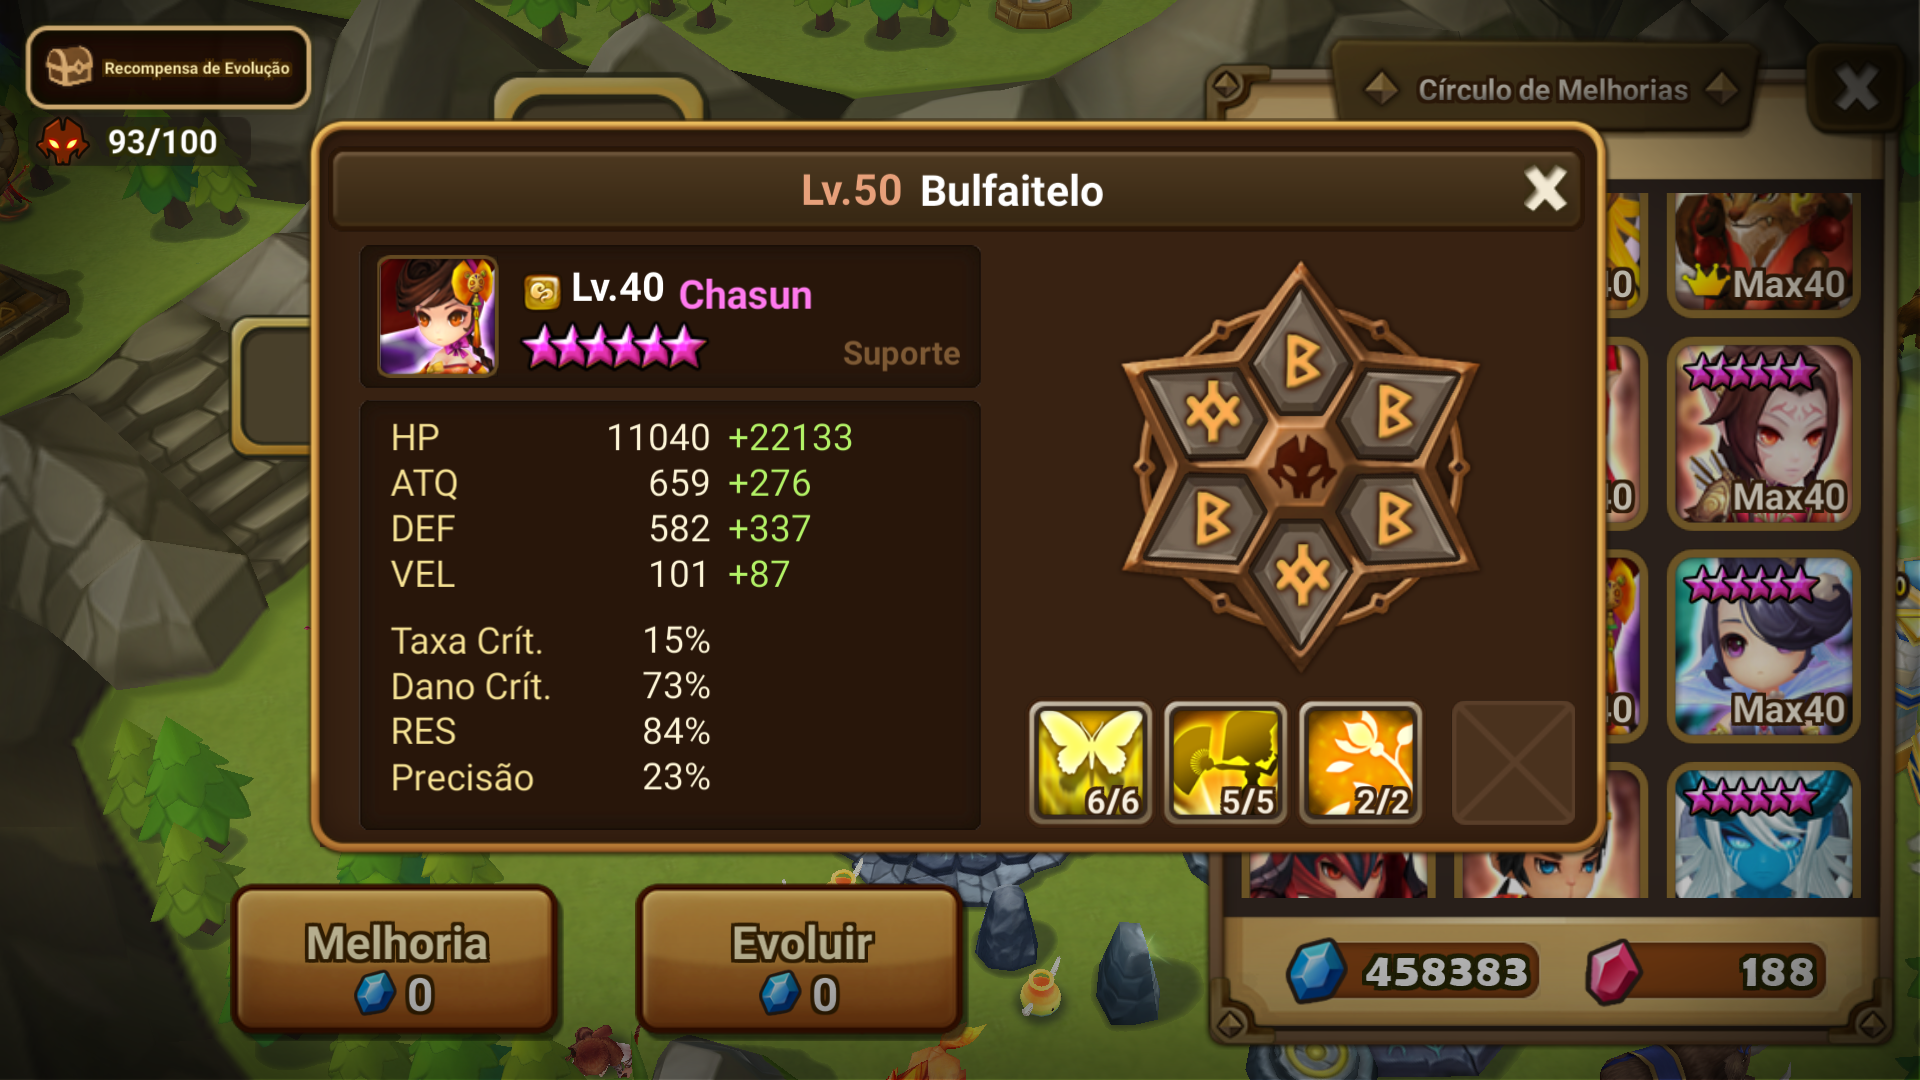 Recompensa de Evolução
93/100
Círculo de Melhorias
Lv.50 Bulfaitelo
Lv.40 Chasun
Suporte
HP 11040 +22133
ATQ 659 +276
DEF 582 +337
VEL 101 +87
Taxa Crít. 15%
Dano Crít. 73%
RES 84%
Precisão 23%
6/6
5/5
2/2
Max40
Max40
Max40
Melhoria
0
Evoluir
0
458383
188